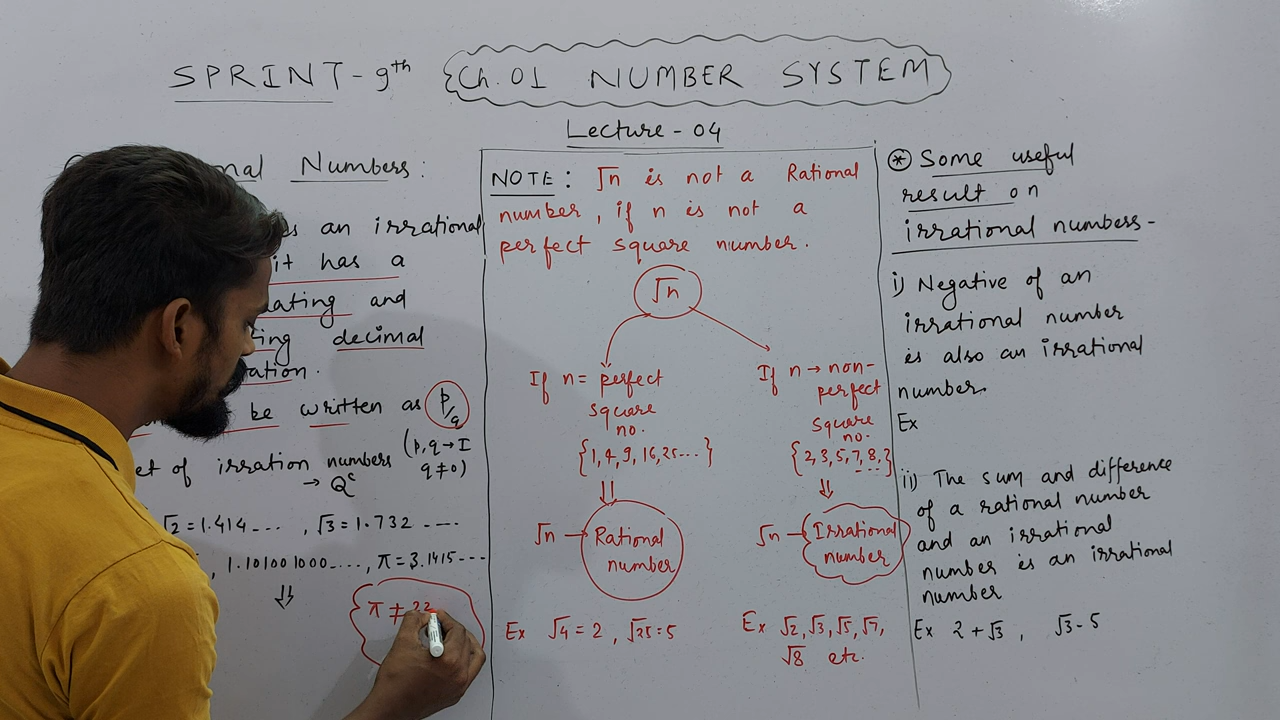 SPRINT - 9th Ch. 01 NUMBER SYSTEM
Lecture - 04
nal Numbers:
s an irrational
it has a
ating and
ing decimal
ation.
be written as p/q
(p, q → I
q ≠ 0)
et of irration numbers
→ Qᶜ
√2 = 1.414 --- , √3 = 1.732 ----
, 1.101001000---- , π = 3.1415---
⇓
π ≠ 22
NOTE: √n is not a Rational
number, if n is not a
perfect square number.
√n
If n = perfect
square
no.
{1, 4, 9, 16, 25---}
⇓
√n → Rational
number
Ex √4 = 2, √25 = 5
If n → non-
perfect
square
no.
{2, 3, 5, 7, 8, ---}
⇓
√n → Irrational
number
Ex √2, √3, √5, √7,
√8 etc.
* Some useful
result on
irrational numbers -
i) Negative of an
irrational number
is also an irrational
number.
Ex
ii) The sum and difference
of a rational number
and an irrational
number is an irrational
number
Ex 2 + √3 , √3 - 5